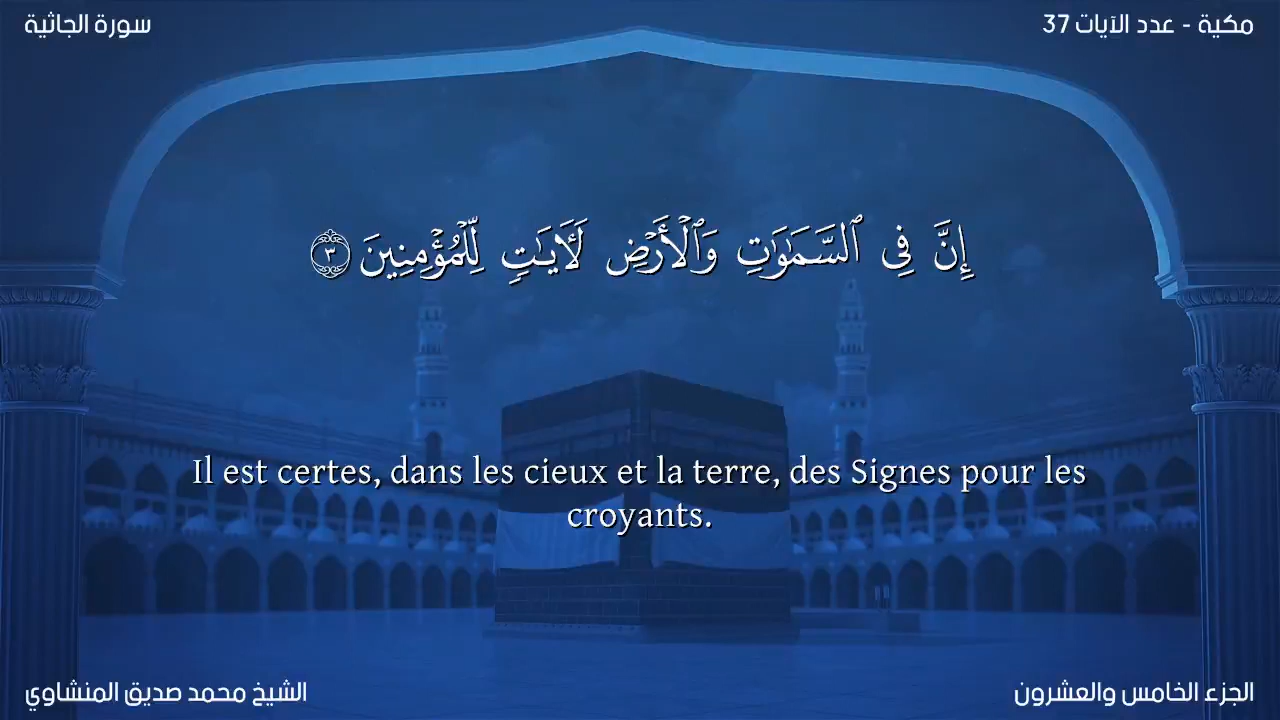 سورة الجاثية
مكية - عدد الآيات 37
إِنَّ فِى ٱلسَّمَـٰوَٰتِ وَٱلْأَرْضِ لَـَٔايَـٰتٍ لِّلْمُؤْمِنِينَ ٣
Il est certes, dans les cieux et la terre, des Signes pour les
croyants.
الشيخ محمد صديق المنشاوي
الجزء الخامس والعشرون